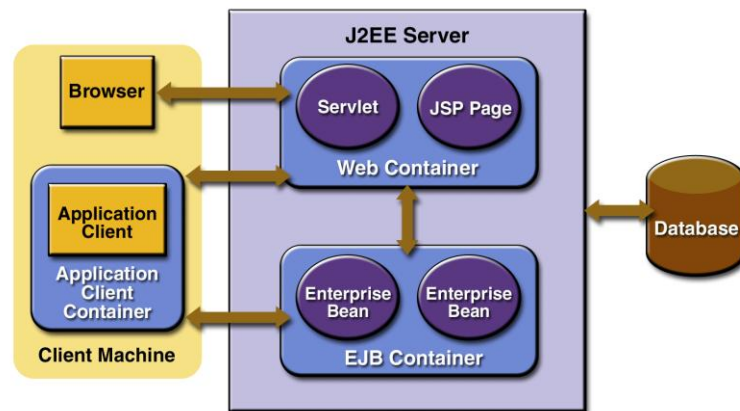 J2EE Server
Browser
Servlet
JSP Page
Web Container
Application
Client
Application
Client
Container
Client Machine
Enterprise
Bean
Enterprise
Bean
EJB Container
Database